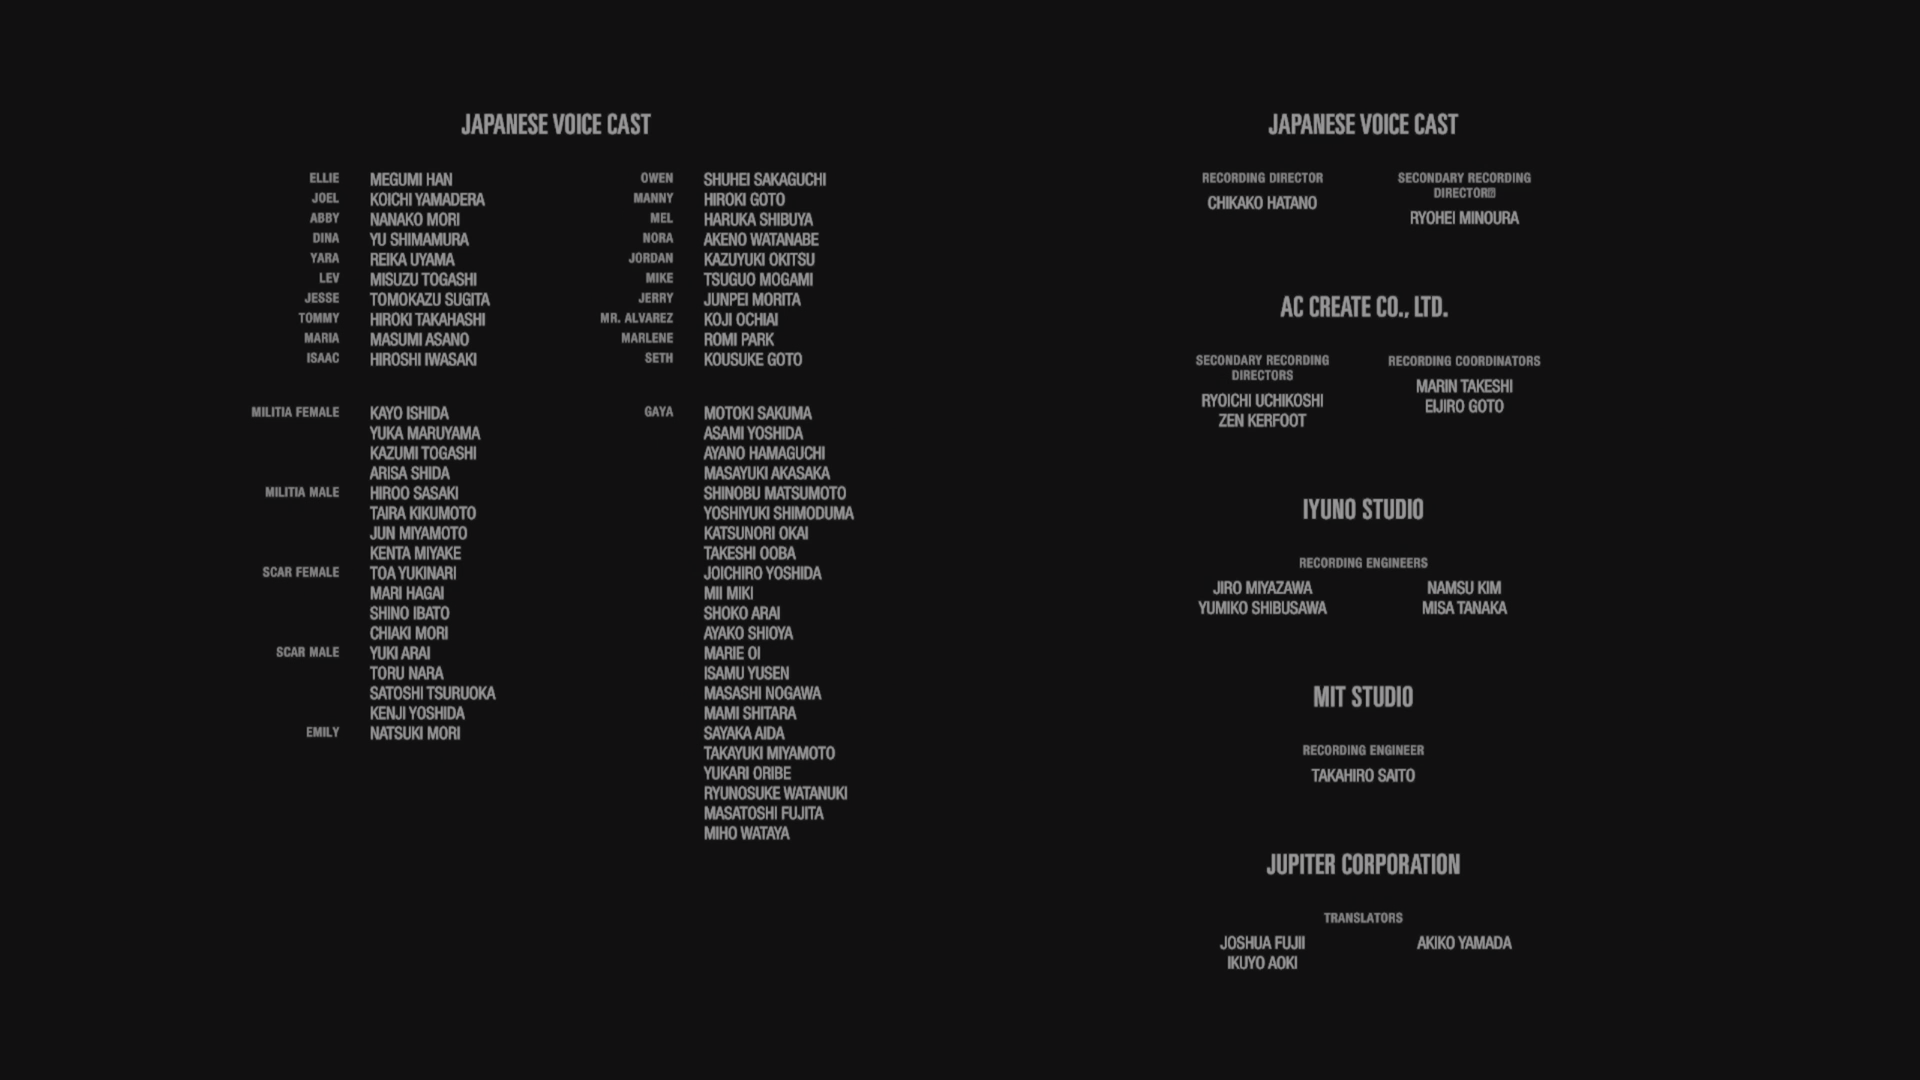 JAPANESE VOICE CAST
ELLIE MEGUMI HAN
JOEL KOICHI YAMADERA
ABBY NANAKO MORI
DINA YU SHIMAMURA
YARA REIKA UYAMA
LEV MISUZU TOGASHI
JESSE TOMOKAZU SUGITA
TOMMY HIROKI TAKAHASHI
MARIA MASUMI ASANO
ISAAC HIROSHI IWASAKI
MILITIA FEMALE KAYO ISHIDA
YUKA MARUYAMA
KAZUMI TOGASHI
ARISA SHIDA
MILITIA MALE HIROO SASAKI
TAIRA KIKUMOTO
JUN MIYAMOTO
KENTA MIYAKE
SCAR FEMALE TOA YUKINARI
MARI HAGAI
SHINO IBATO
CHIAKI MORI
SCAR MALE YUKI ARAI
TORU NARA
SATOSHI TSURUOKA
KENJI YOSHIDA
EMILY NATSUKI MORI
OWEN SHUHEI SAKAGUCHI
MANNY HIROKI GOTO
MEL HARUKA SHIBUYA
NORA AKENO WATANABE
JORDAN KAZUYUKI OKITSU
MIKE TSUGUO MOGAMI
JERRY JUNPEI MORITA
MR. ALVAREZ KOJI OCHIAI
MARLENE ROMI PARK
SETH KOUSUKE GOTO
GAYA MOTOKI SAKUMA
ASAMI YOSHIDA
AYANO HAMAGUCHI
MASAYUKI AKASAKA
SHINOBU MATSUMOTO
YOSHIYUKI SHIMODUMA
KATSUNORI OKAI
TAKESHI OOBA
JOICHIRO YOSHIDA
MII MIKI
SHOKO ARAI
AYAKO SHIOYA
MARIE OI
ISAMU YUSEN
MASASHI NOGAWA
MAMI SHITARA
SAYAKA AIDA
TAKAYUKI MIYAMOTO
YUKARI ORIBE
RYUNOSUKE WATANUKI
MASATOSHI FUJITA
MIHO WATAYA
JAPANESE VOICE CAST
RECORDING DIRECTOR
CHIKAKO HATANO
SECONDARY RECORDING
DIRECTOR
RYOHEI MINOURA
AC CREATE CO., LTD.
SECONDARY RECORDING
DIRECTORS
RYOICHI UCHIKOSHI
ZEN KERFOOT
RECORDING COORDINATORS
MARIN TAKESHI
EIJIRO GOTO
IYUNO STUDIO
RECORDING ENGINEERS
JIRO MIYAZAWA
YUMIKO SHIBUSAWA
NAMSU KIM
MISA TANAKA
MIT STUDIO
RECORDING ENGINEER
TAKAHIRO SAITO
JUPITER CORPORATION
TRANSLATORS
JOSHUA FUJII
IKUYO AOKI
AKIKO YAMADA